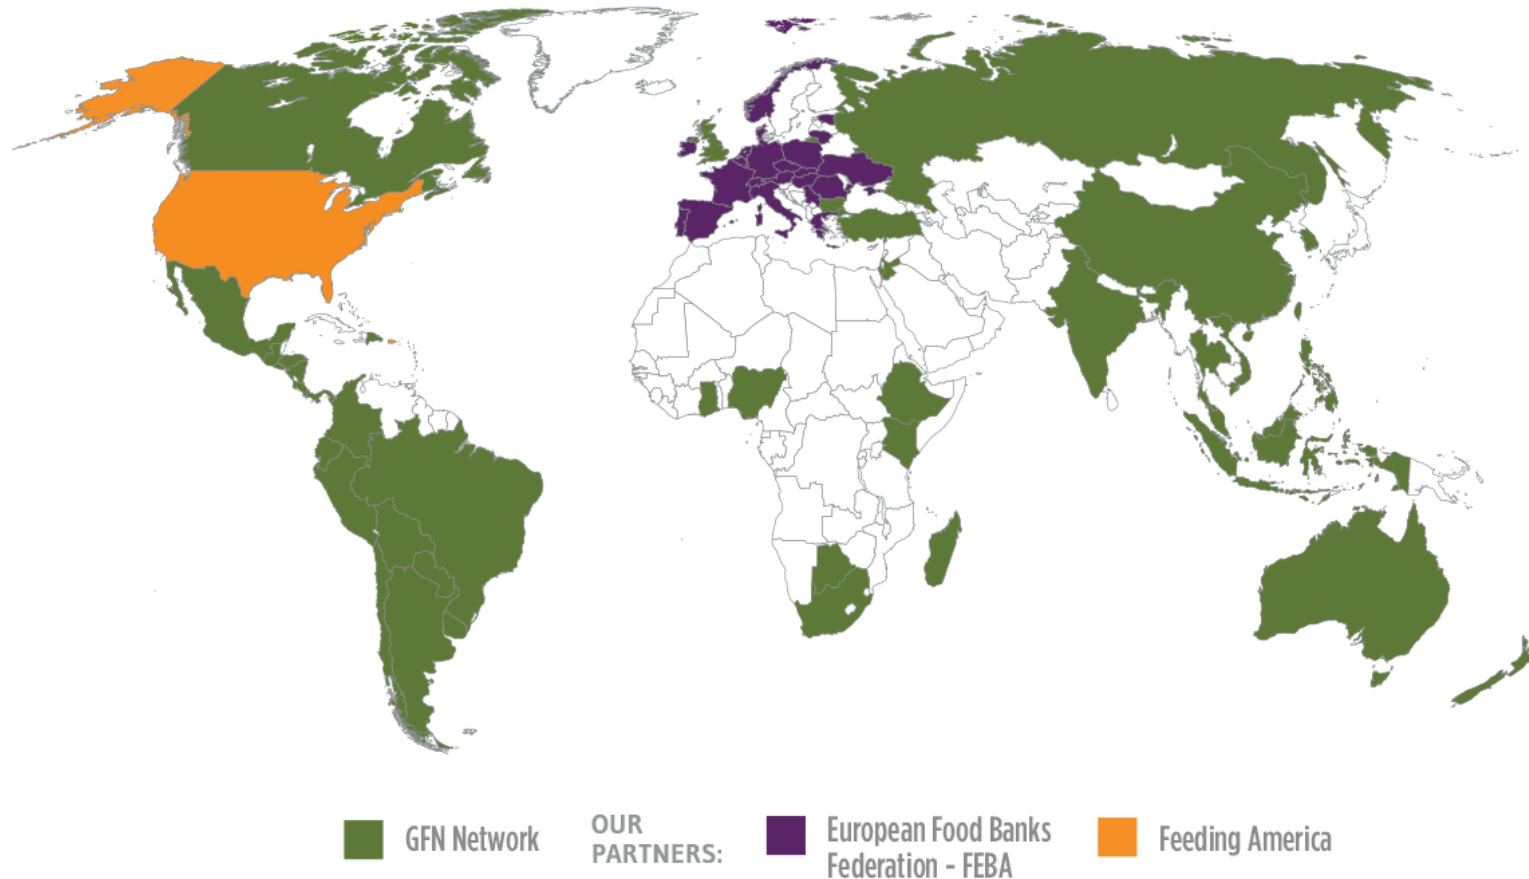 GFN Network
OUR
PARTNERS:
European Food Banks
Federation - FEBA
Feeding America